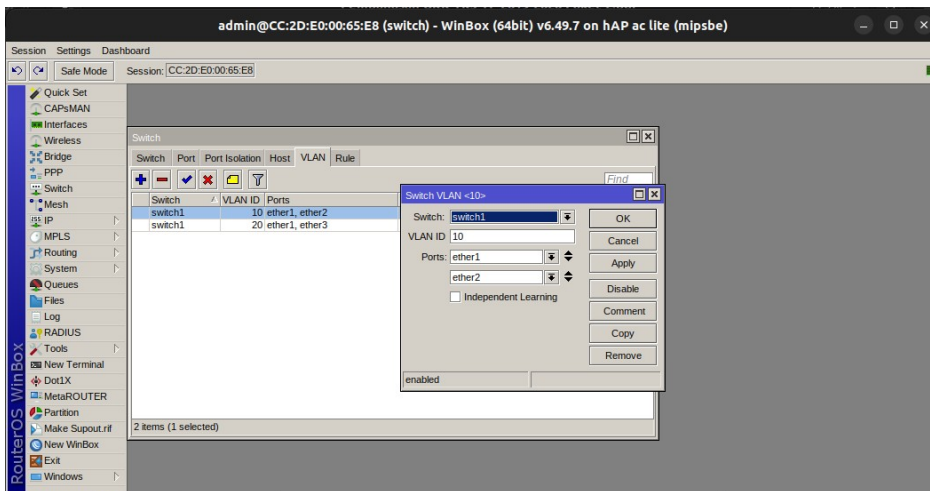 admin@CC:2D:E0:00:65:E8 (switch) - WinBox (64bit) v6.49.7 on hAP ac lite (mipsbe)
Session Settings Dashboard
Safe Mode Session: CC:2D:E0:00:65:E8
Quick Set
CAPsMAN
Interfaces
Wireless
Bridge
PPP
Switch
Mesh
IP
MPLS
Routing
System
Queues
Files
Log
RADIUS
Tools
New Terminal
Dot1X
MetaROUTER
Partition
Make Supout.rif
New WinBox
Exit
Windows
RouterOS WinBox
Switch
Switch Port Port Isolation Host VLAN Rule
Find
Switch VLAN ID Ports
switch1 10 ether1, ether2
switch1 20 ether1, ether3
2 items (1 selected)
Switch VLAN <10>
Switch: switch1
VLAN ID 10
Ports: ether1
ether2
Independent Learning
OK
Cancel
Apply
Disable
Comment
Copy
Remove
enabled